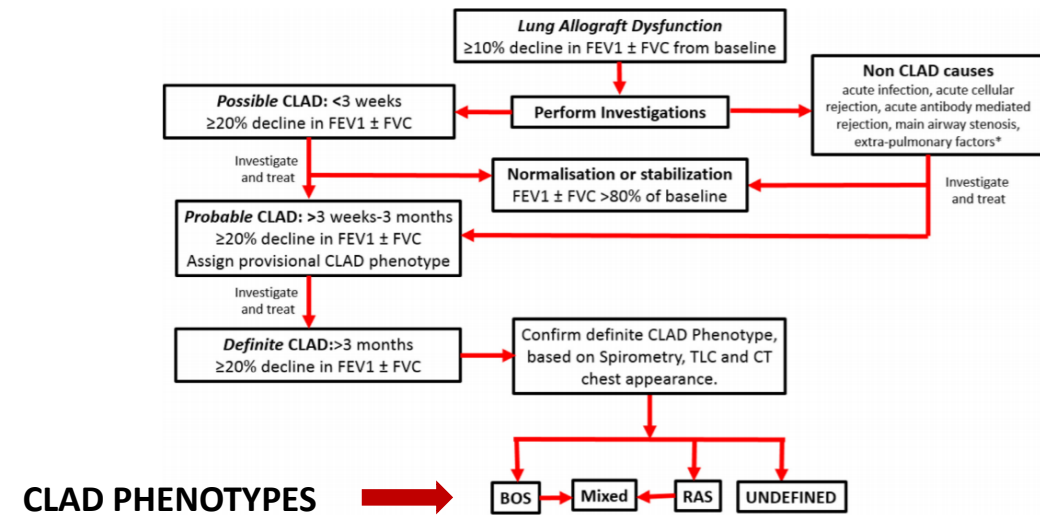 Lung Allograft Dysfunction
≥10% decline in FEV1 ± FVC from baseline
Perform Investigations
Non CLAD causes
acute infection, acute cellular
rejection, acute antibody mediated
rejection, main airway stenosis,
extra-pulmonary factors*
Possible CLAD: <3 weeks
≥20% decline in FEV1 ± FVC
Investigate
and treat
Normalisation or stabilization
FEV1 ± FVC >80% of baseline
Investigate
and treat
Probable CLAD: >3 weeks-3 months
≥20% decline in FEV1 ± FVC
Assign provisional CLAD phenotype
Investigate
and treat
Definite CLAD:>3 months
≥20% decline in FEV1 ± FVC
Confirm definite CLAD Phenotype,
based on Spirometry, TLC and CT
chest appearance.
CLAD PHENOTYPES
BOS
Mixed
RAS
UNDEFINED